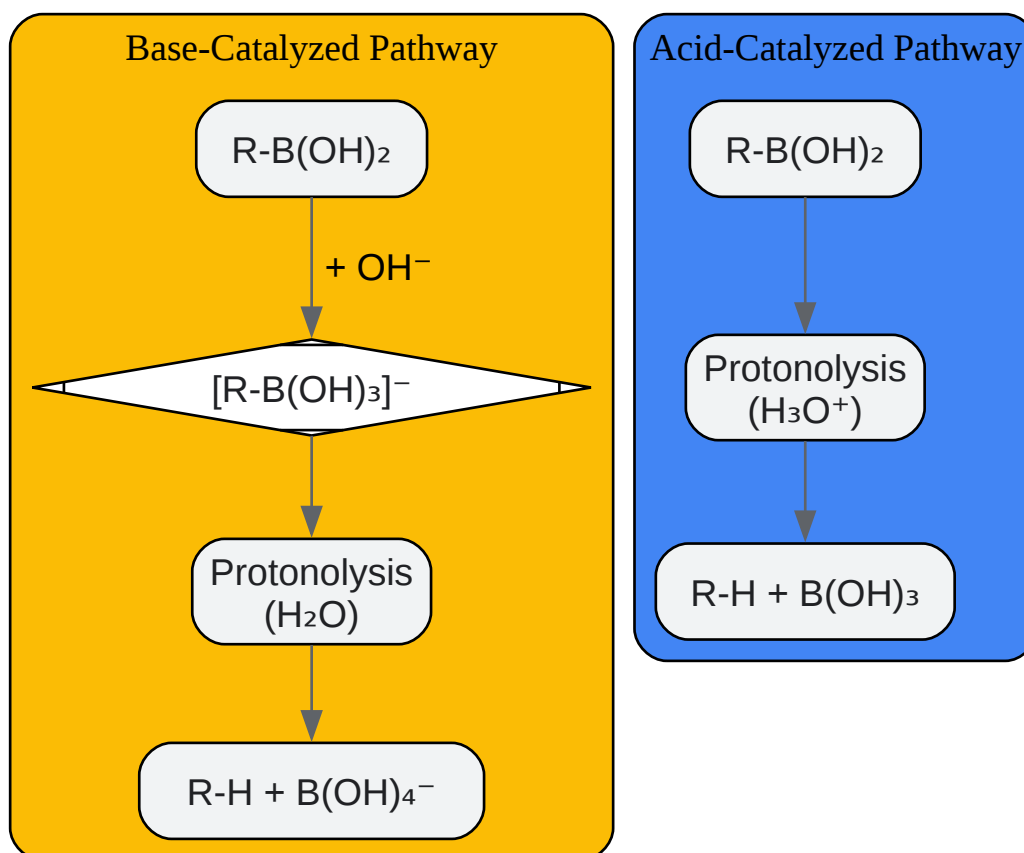 Base-Catalyzed Pathway
R-B(OH)₂
+ OH⁻
[R-B(OH)₃]⁻
Protonolysis
(H₂O)
R-H + B(OH)₄⁻
Acid-Catalyzed Pathway
R-B(OH)₂
Protonolysis
(H₃O⁺)
R-H + B(OH)₃